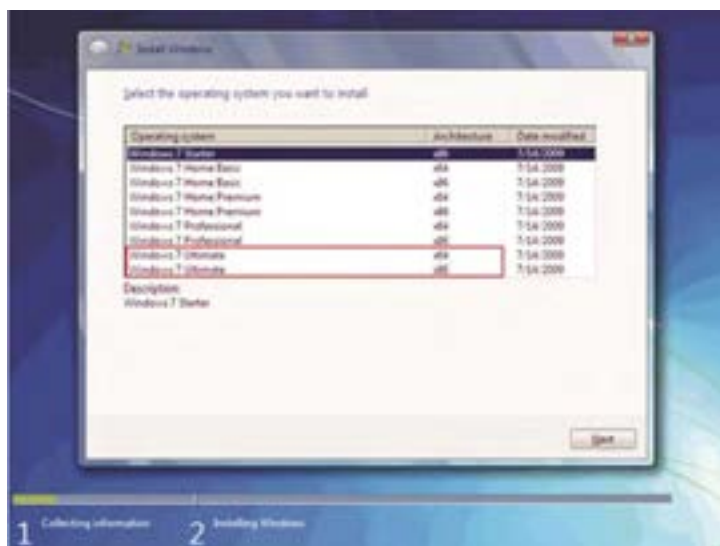 Install Windows
Select the operating system you want to install
Operating system Architecture Date modified
Windows 7 Starter x86 7/14/2009
Windows 7 Home Basic x64 7/14/2009
Windows 7 Home Basic x86 7/14/2009
Windows 7 Home Premium x64 7/14/2009
Windows 7 Home Premium x86 7/14/2009
Windows 7 Professional x64 7/14/2009
Windows 7 Professional x86 7/14/2009
Windows 7 Ultimate x64 7/14/2009
Windows 7 Ultimate x86 7/14/2009
Description:
Windows 7 Starter
Next
1 Collecting information 2 Installing Windows